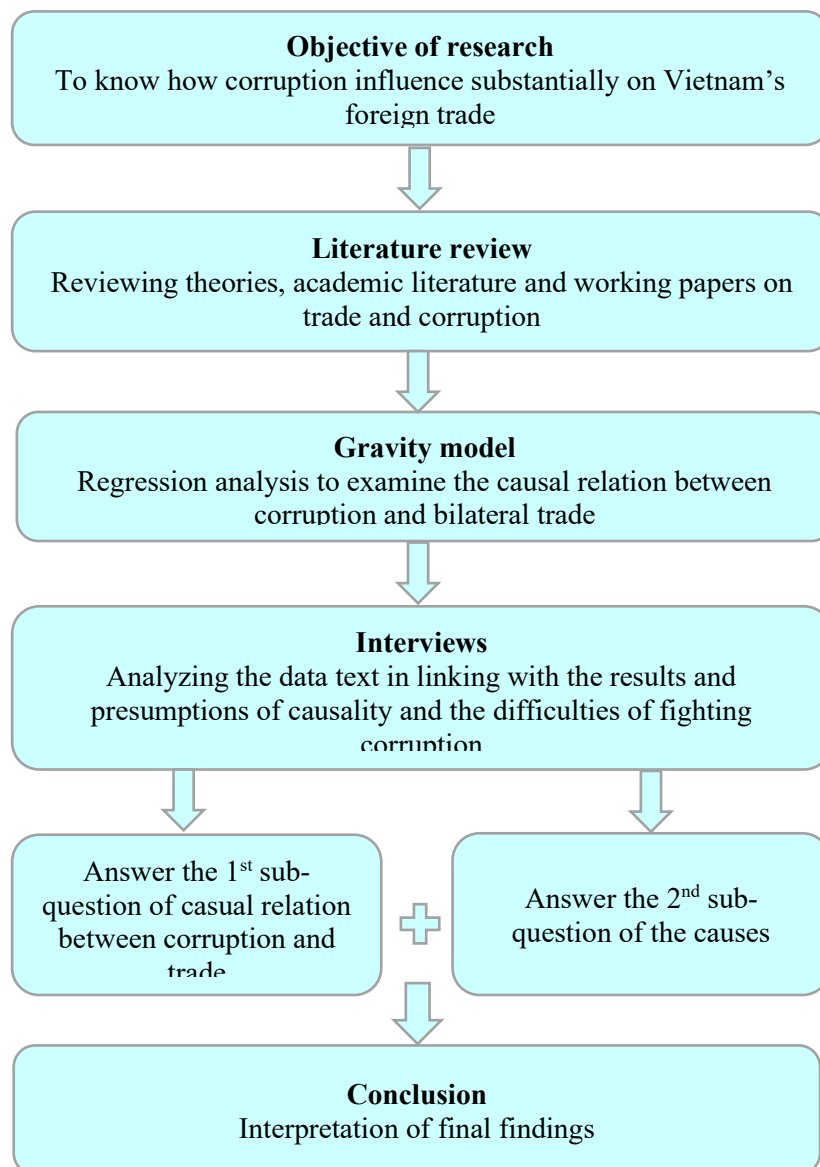 Objective of research
To know how corruption influence substantially on Vietnam’s
foreign trade
Literature review
Reviewing theories, academic literature and working papers on
trade and corruption
Gravity model
Regression analysis to examine the causal relation between
corruption and bilateral trade
Interviews
Analyzing the data text in linking with the results and
presumptions of causality and the difficulties of fighting
corruption
Answer the 1st sub-
question of casual relation
between corruption and
trade
Answer the 2nd sub-
question of the causes
Conclusion
Interpretation of final findings